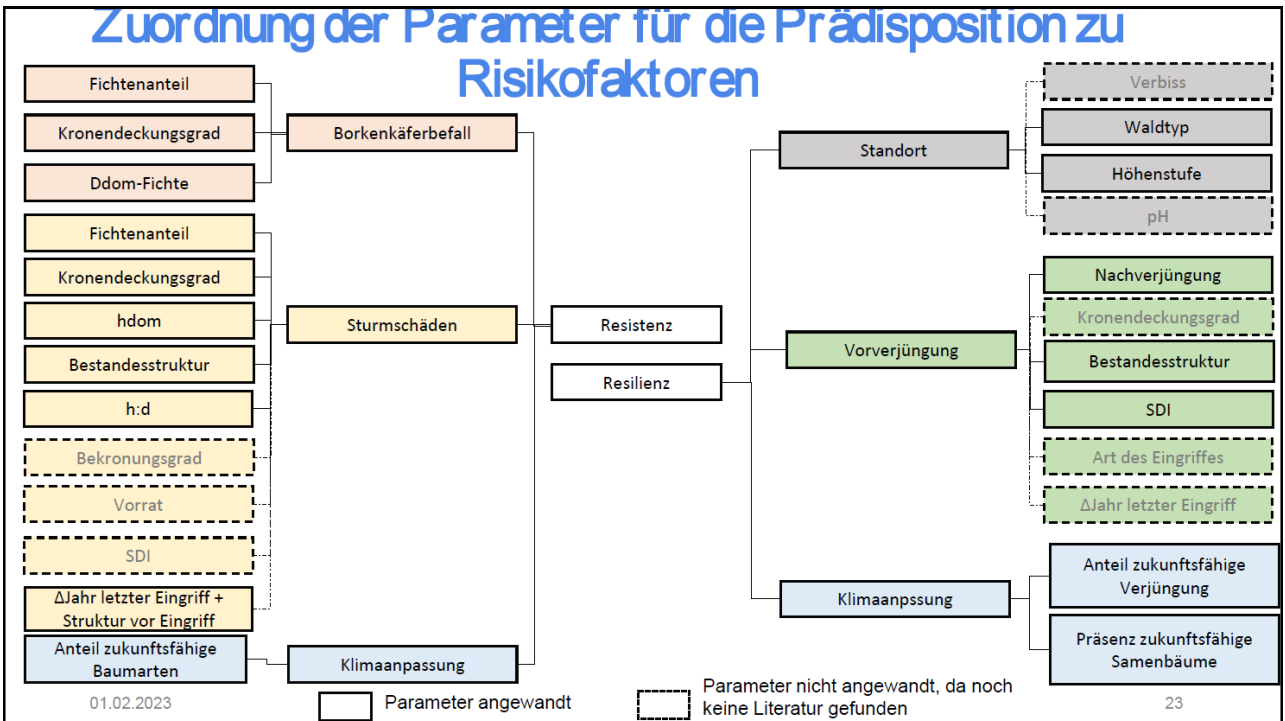 Zuordnung der Parameter für die Prädisposition zu
Risikofaktoren
Fichtenanteil
Kronendeckungsgrad
Ddom-Fichte
Borkenkäferbefall
Fichtenanteil
Kronendeckungsgrad
hdom
Bestandesstruktur
h:d
Bekronungsgrad
Vorrat
SDI
ΔJahr letzter Eingriff +
Struktur vor Eingriff
Sturmschäden
Anteil zukunftsfähige
Baumarten
Klimaanpassung
Resistenz
Resilienz
Standort
Verbiss
Waldtyp
Höhenstufe
pH
Vorverjüngung
Nachverjüngung
Kronendeckungsgrad
Bestandesstruktur
SDI
Art des Eingriffes
ΔJahr letzter Eingriff
Klimaanpssung
Anteil zukunftsfähige
Verjüngung
Präsenz zukunftsfähige
Samenbäume
01.02.2023
Parameter angewandt
Parameter nicht angewandt, da noch
keine Literatur gefunden
23